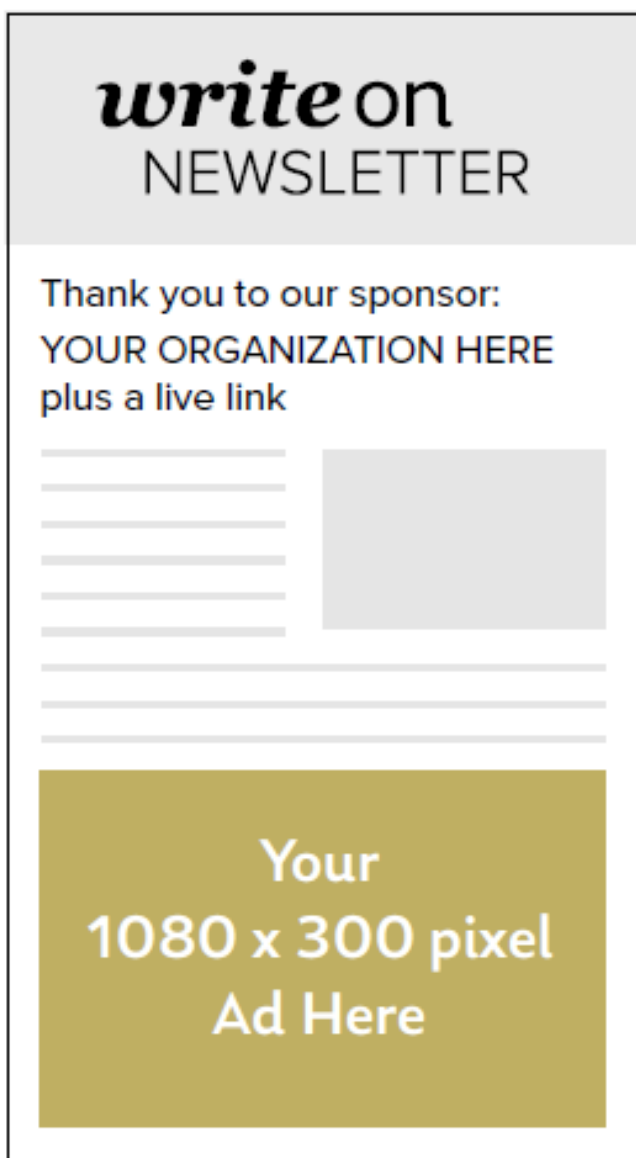 write on
NEWSLETTER
Thank you to our sponsor:
YOUR ORGANIZATION HERE
plus a live link
Your
1080 x 300 pixel
Ad Here